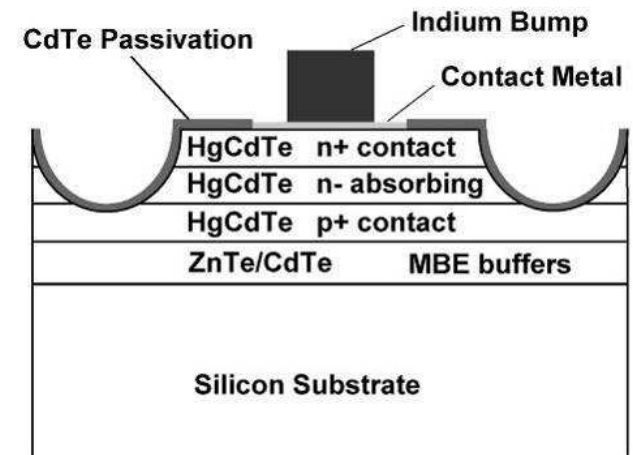 Indium Bump
CdTe Passivation
Contact Metal
HgCdTe n+ contact
HgCdTe n- absorbing
HgCdTe p+ contact
ZnTe/CdTe MBE buffers
Silicon Substrate